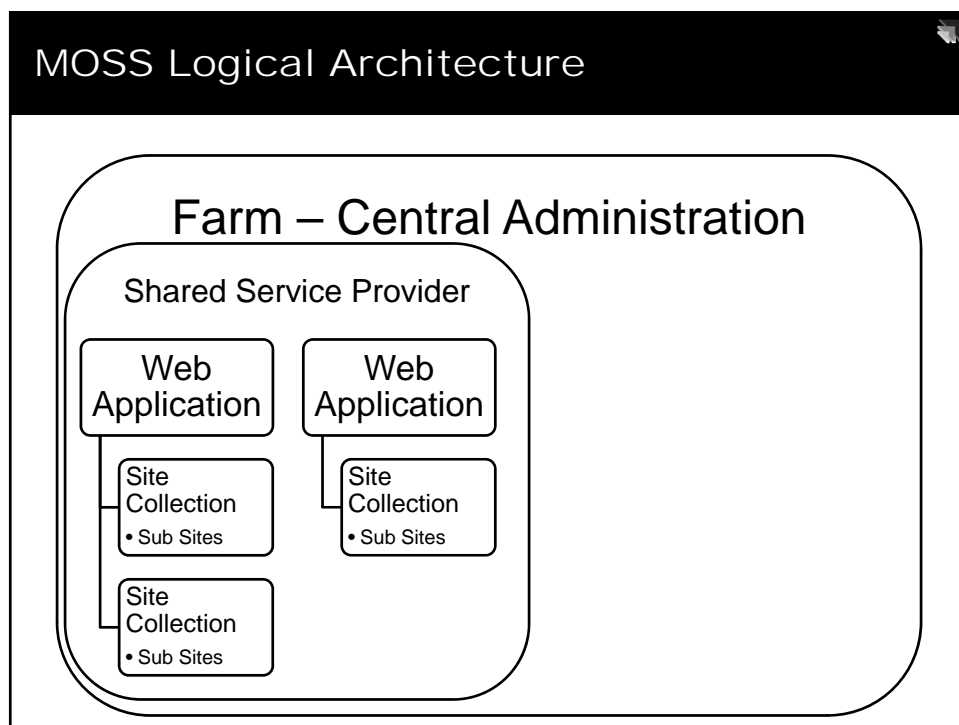 MOSS Logical Architecture
Farm – Central Administration
Shared Service Provider
Web
Application
Site
Collection
• Sub Sites
Site
Collection
• Sub Sites
Web
Application
Site
Collection
• Sub Sites